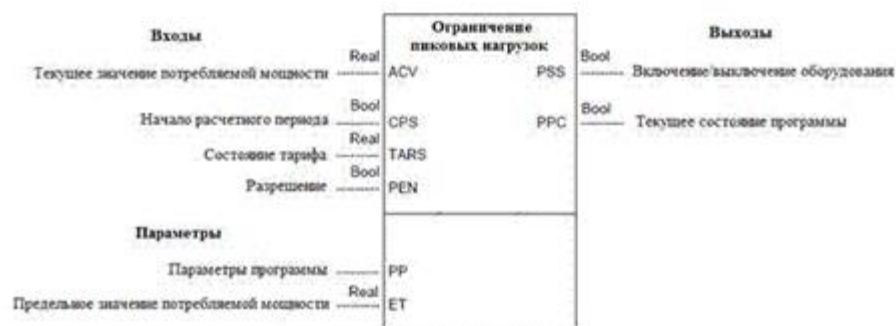 Входы
Ограничение
пиковых нагрузок
Выходы
Real
Bool
Текущее значение потребляемой мощности
ACV
PSS
Включение/выключение оборудования
Bool
Bool
Начало расчетного периода
CPS
PPC
Текущее состояние программы
Real
Состояние тарифа
TARS
Bool
Разрешение
PEN
Параметры
Параметры программы
PP
Real
Предельное значение потребляемой мощности
ET